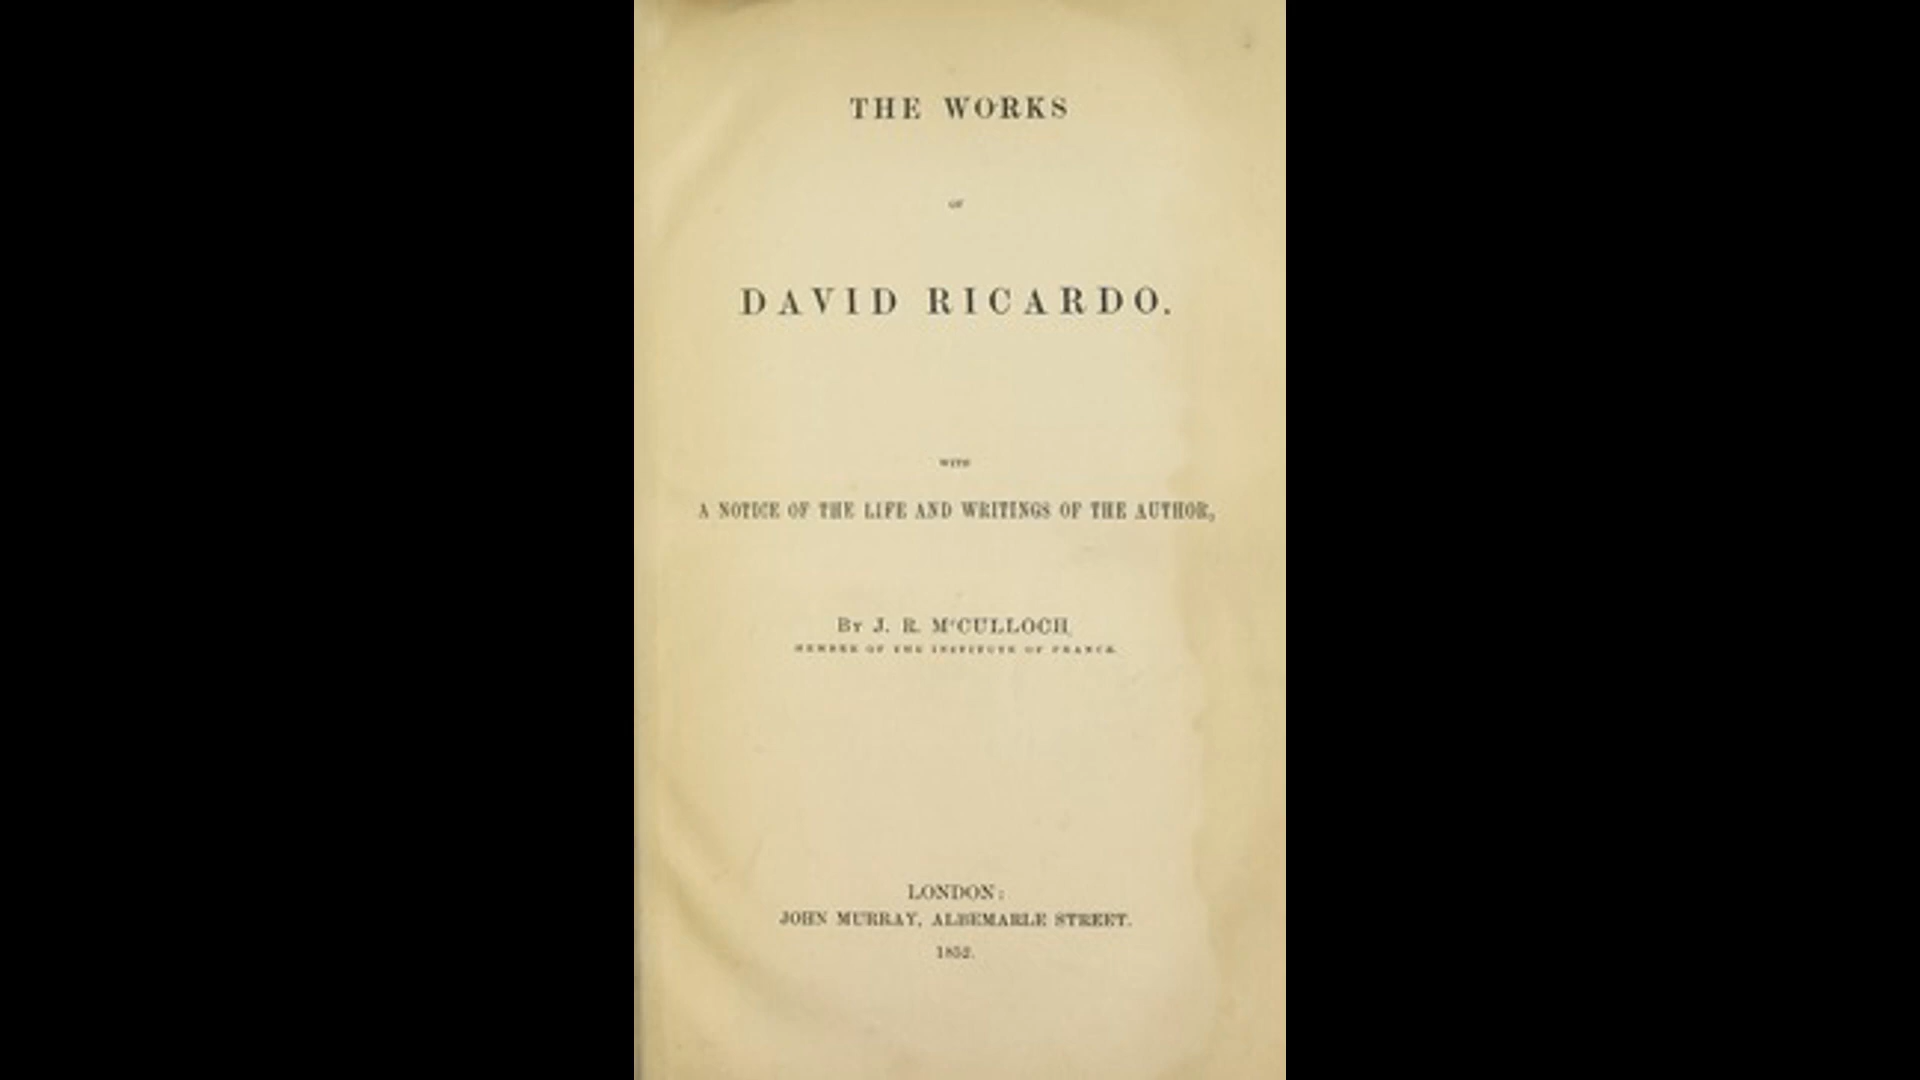 THE WORKS
OF
DAVID RICARDO.
WITH
A NOTICE OF THE LIFE AND WRITINGS OF THE AUTHOR,
BY J. R. M'CULLOCH,
MEMBER OF THE INSTITUTE OF FRANCE.
LONDON:
JOHN MURRAY, ALBEMARLE STREET.
1852.